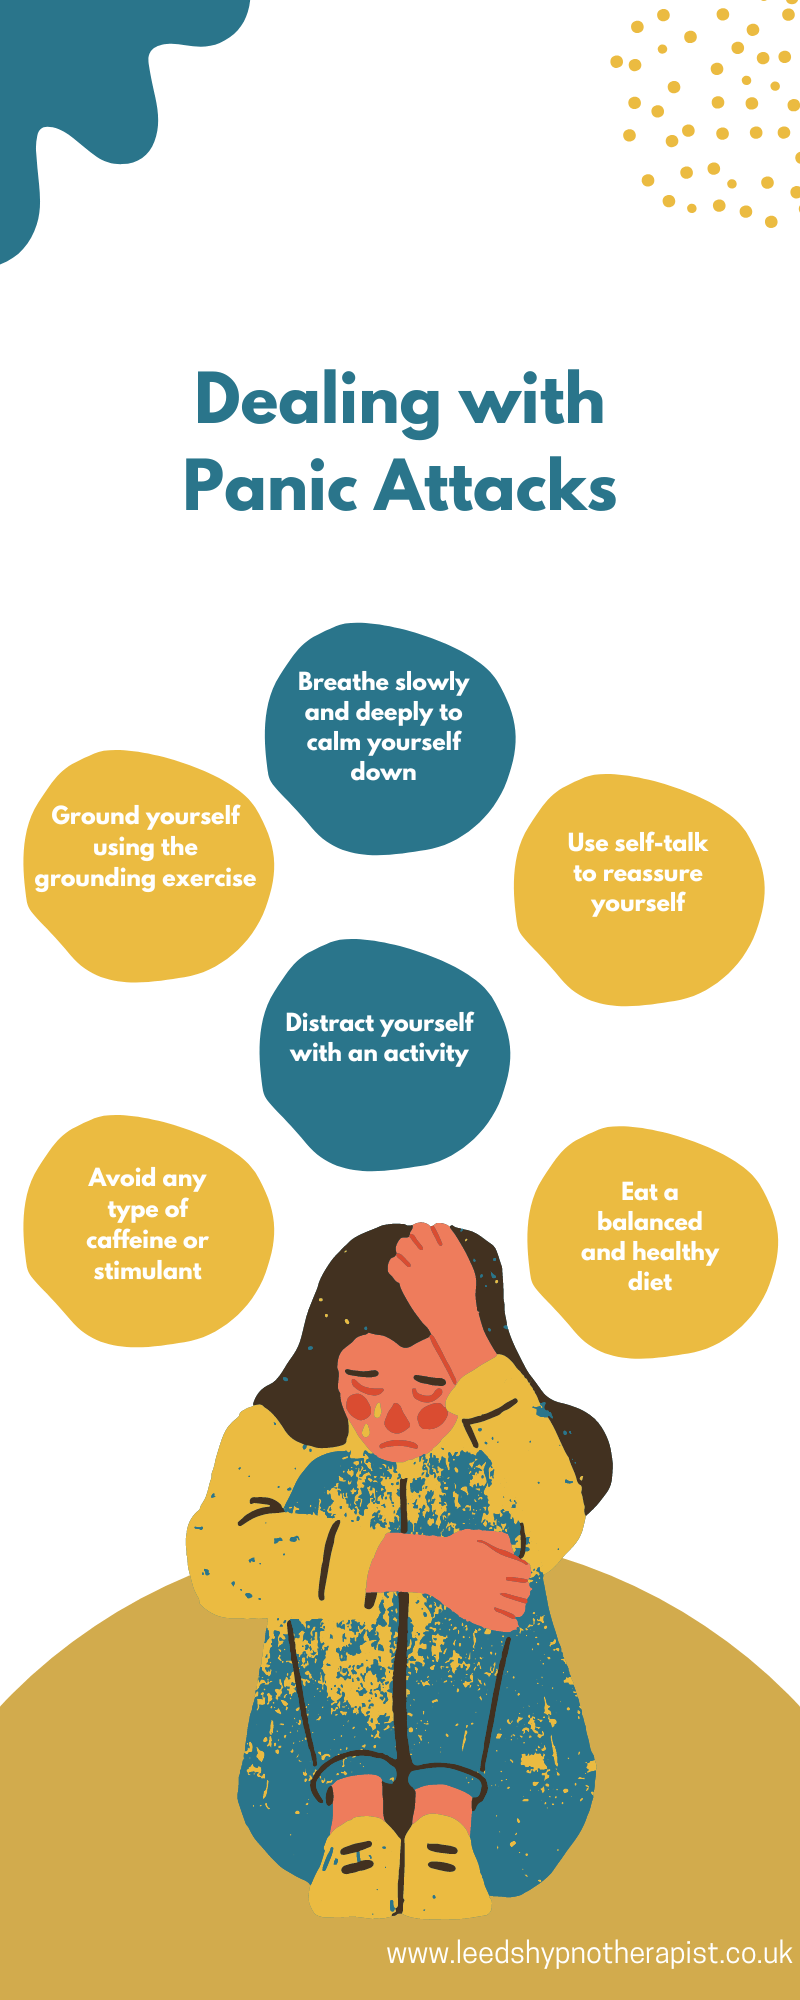 Dealing with
Panic Attacks
Breathe slowly
and deeply to
calm yourself
down
Ground yourself
using the
grounding exercise
Use self-talk
to reassure
yourself
Distract yourself
with an activity
Avoid any
type of
caffeine or
stimulant
Eat a
balanced
and healthy
diet
www.leedshypnotherapist.co.uk